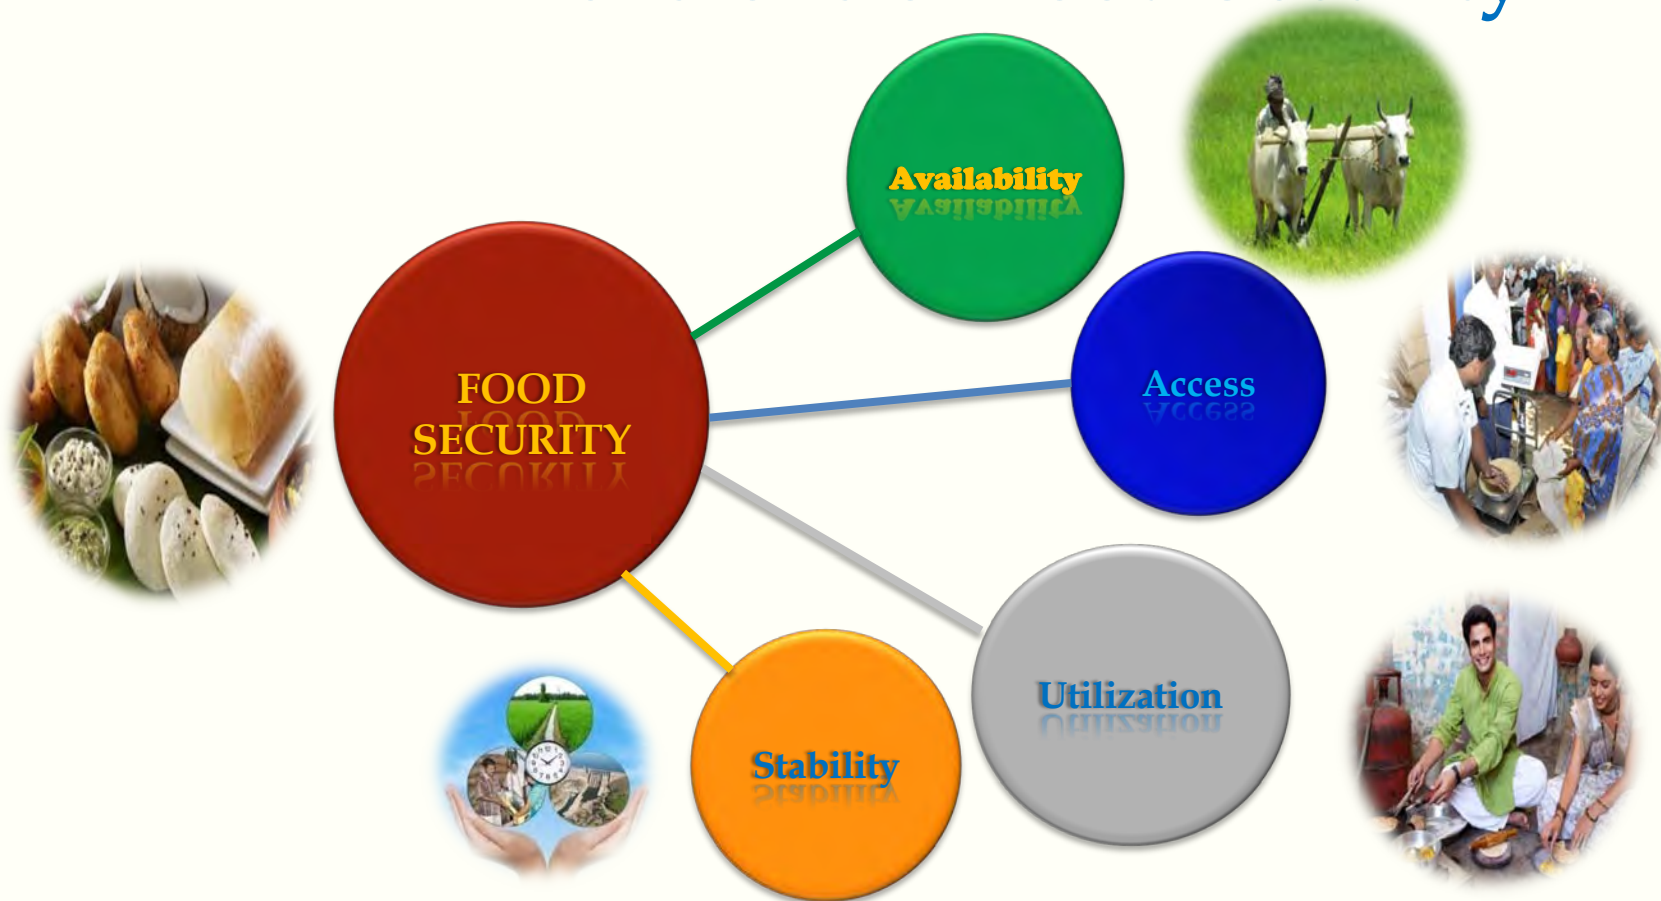 Availability
Access
FOOD
SECURITY
Utilization
Stability